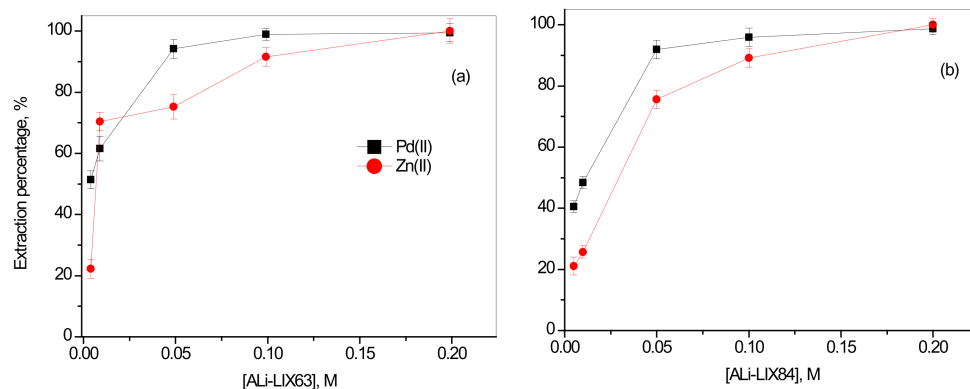 100
80
60
40
20
0
0.00 0.05 0.10 0.15 0.20
Extraction percentage, %
[ALi-LIX63], M
(a)
Pd(II)
Zn(II)
100
80
60
40
20
0
0.00 0.05 0.10 0.15 0.20
[ALi-LIX84], M
(b)